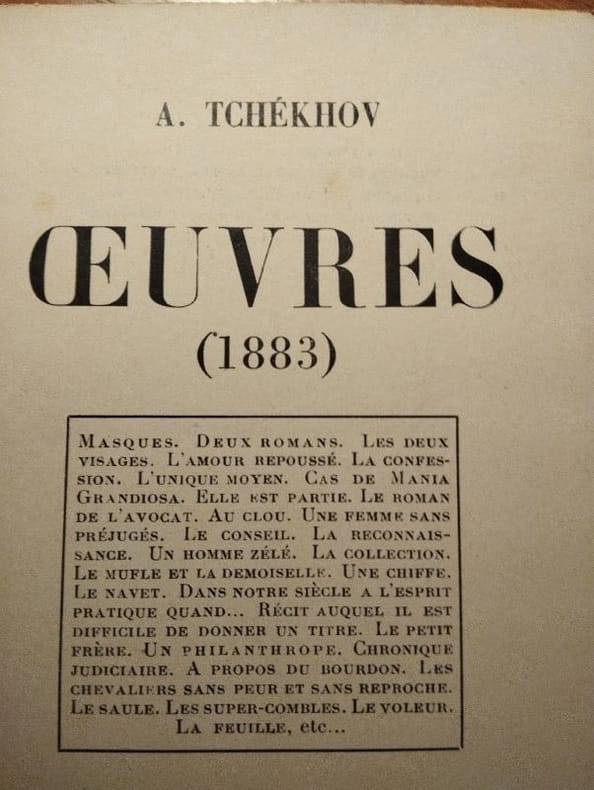 A. TCHÉKHOV
ŒUVRES
(1883)
MASQUES. DEUX ROMANS. LES DEUX
VISAGES. L'AMOUR REPOUSSÉ. LA CONFES-
SION. L'UNIQUE MOYEN. CAS DE MANIA
GRANDIOSA. ELLE EST PARTIE. LE ROMAN
DE L'AVOCAT. AU CLOU. UNE FEMME SANS
PRÉJUGÉS. LE CONSEIL. LA RECONNAIS-
SANCE. UN HOMME ZÉLÉ. LA COLLECTION.
LE MUFLE ET LA DEMOISELLE. UNE CHIFFE.
LE NAVET. DANS NOTRE SIÈCLE A L'ESPRIT
PRATIQUE QUAND... RÉCIT AUQUEL IL EST
DIFFICILE DE DONNER UN TITRE. LE PETIT
FRÈRE. UN PHILANTHROPE. CHRONIQUE
JUDICIAIRE. A PROPOS DU BOURDON. LES
CHEVALIERS SANS PEUR ET SANS REPROCHE.
LE SAULE. LES SUPER-COMBLES. LE VOLEUR.
LA FEUILLE, etc...